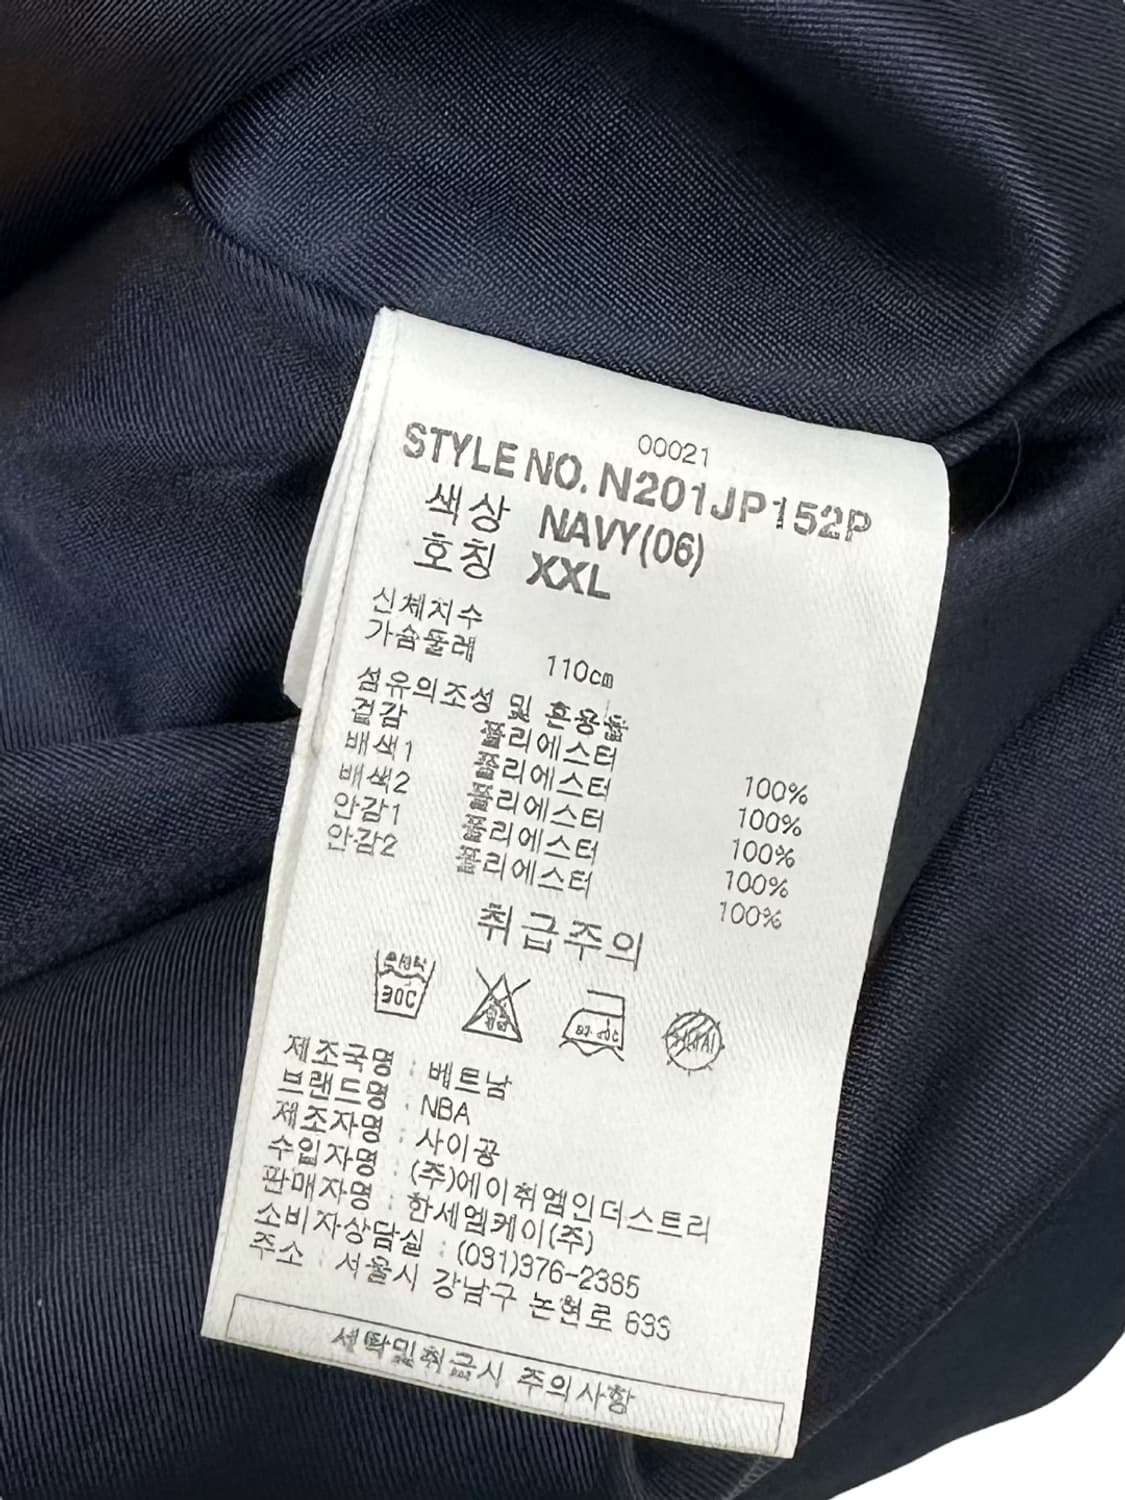 00021
STYLE NO. N201JP152P
색상 NAVY(06)
호칭 XXL
신체치수
가슴둘레 110cm
섬유의조성 및 혼용율
겉감 폴리에스터 100%
배색1 폴리에스터 100%
배색2 폴리에스터 100%
안감1 폴리에스터 100%
안감2 폴리에스터 100%
취급주의
30C
제조국명 : 베트남
브랜드명 : NBA
제조자명 : 사이공
수입자명 : (주)에이취엠인더스트리
판매자명 : 한세엠케이(주)
소비자상담실 : (031)376-2365
주소 : 서울시 강남구 논현로 633
세탁및취급시 주의사항